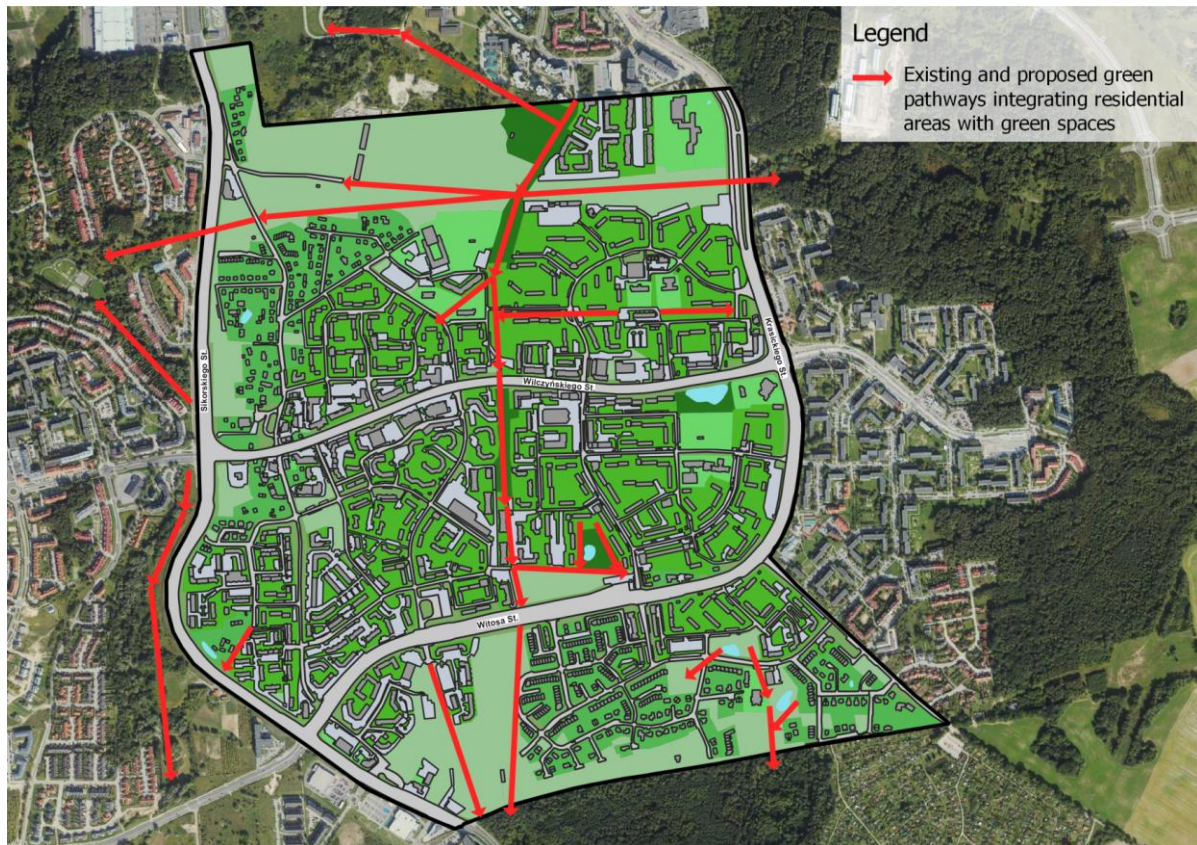 Legend
Existing and proposed green
pathways integrating residential
areas with green spaces
Sikorskiego St.
Krasickiego St.
Wilczyńskiego St.
Witosa St.